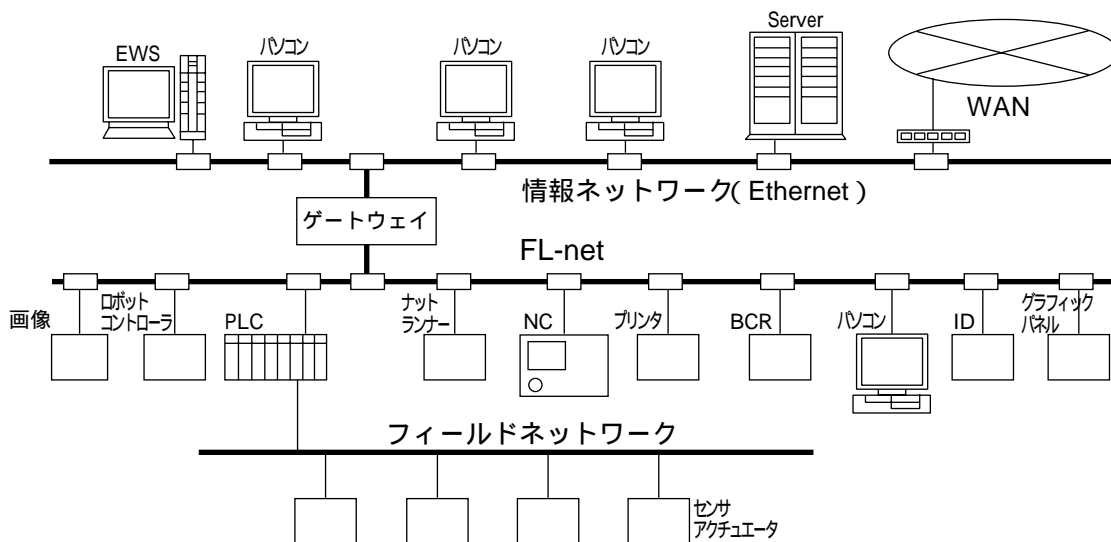 EWS
パソコン
パソコン
パソコン
Server
WAN
情報ネットワーク( Ethernet )
ゲートウェイ
FL-net
画像
ロボット
コントローラ
PLC
ナット
ランナー
NC
プリンタ
BCR
パソコン
ID
グラフィック
パネル
フィールドネットワーク
センサ
アクチュエータ